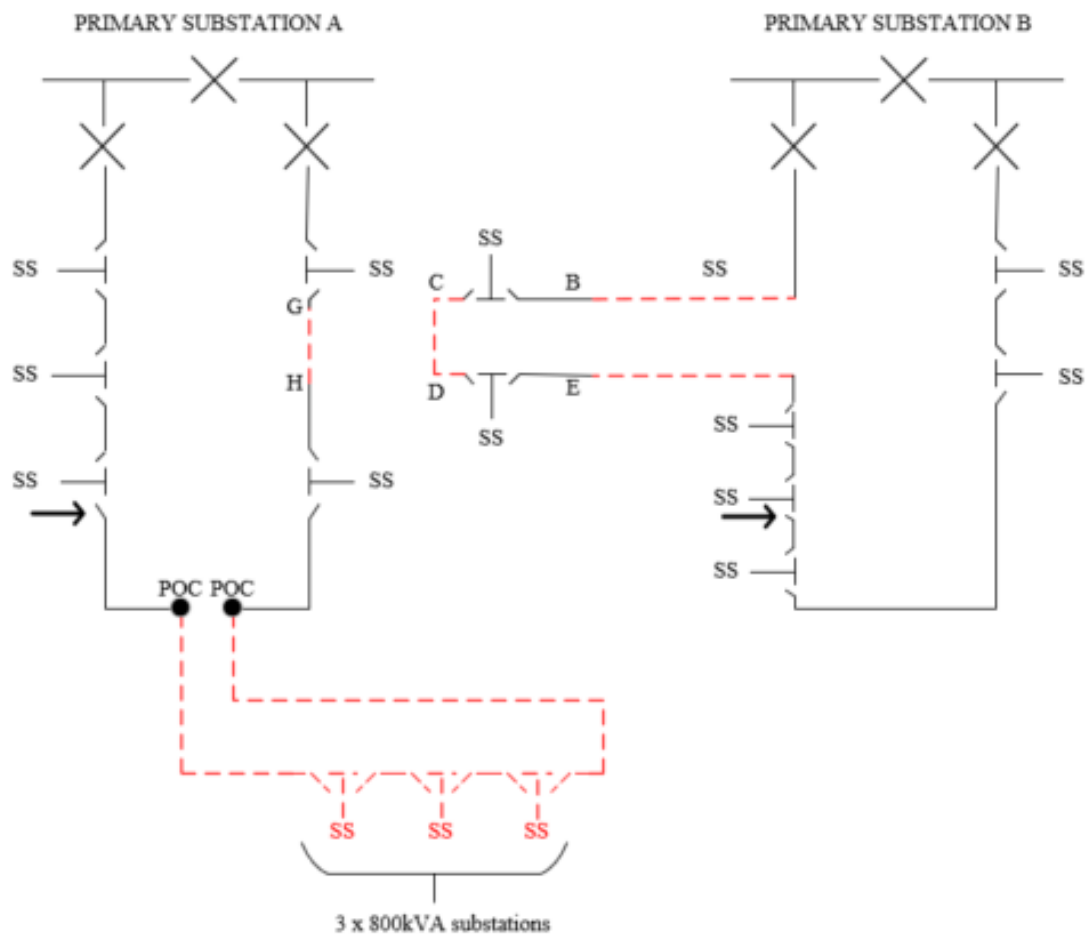 PRIMARY SUBSTATION A
PRIMARY SUBSTATION B
SS
SS
SS
SS
SS
SS
C
B
G
SS
SS
H
D
E
SS
SS
SS
SS
SS
SS
POC POC
SS
SS SS SS
3 x 800kVA substations